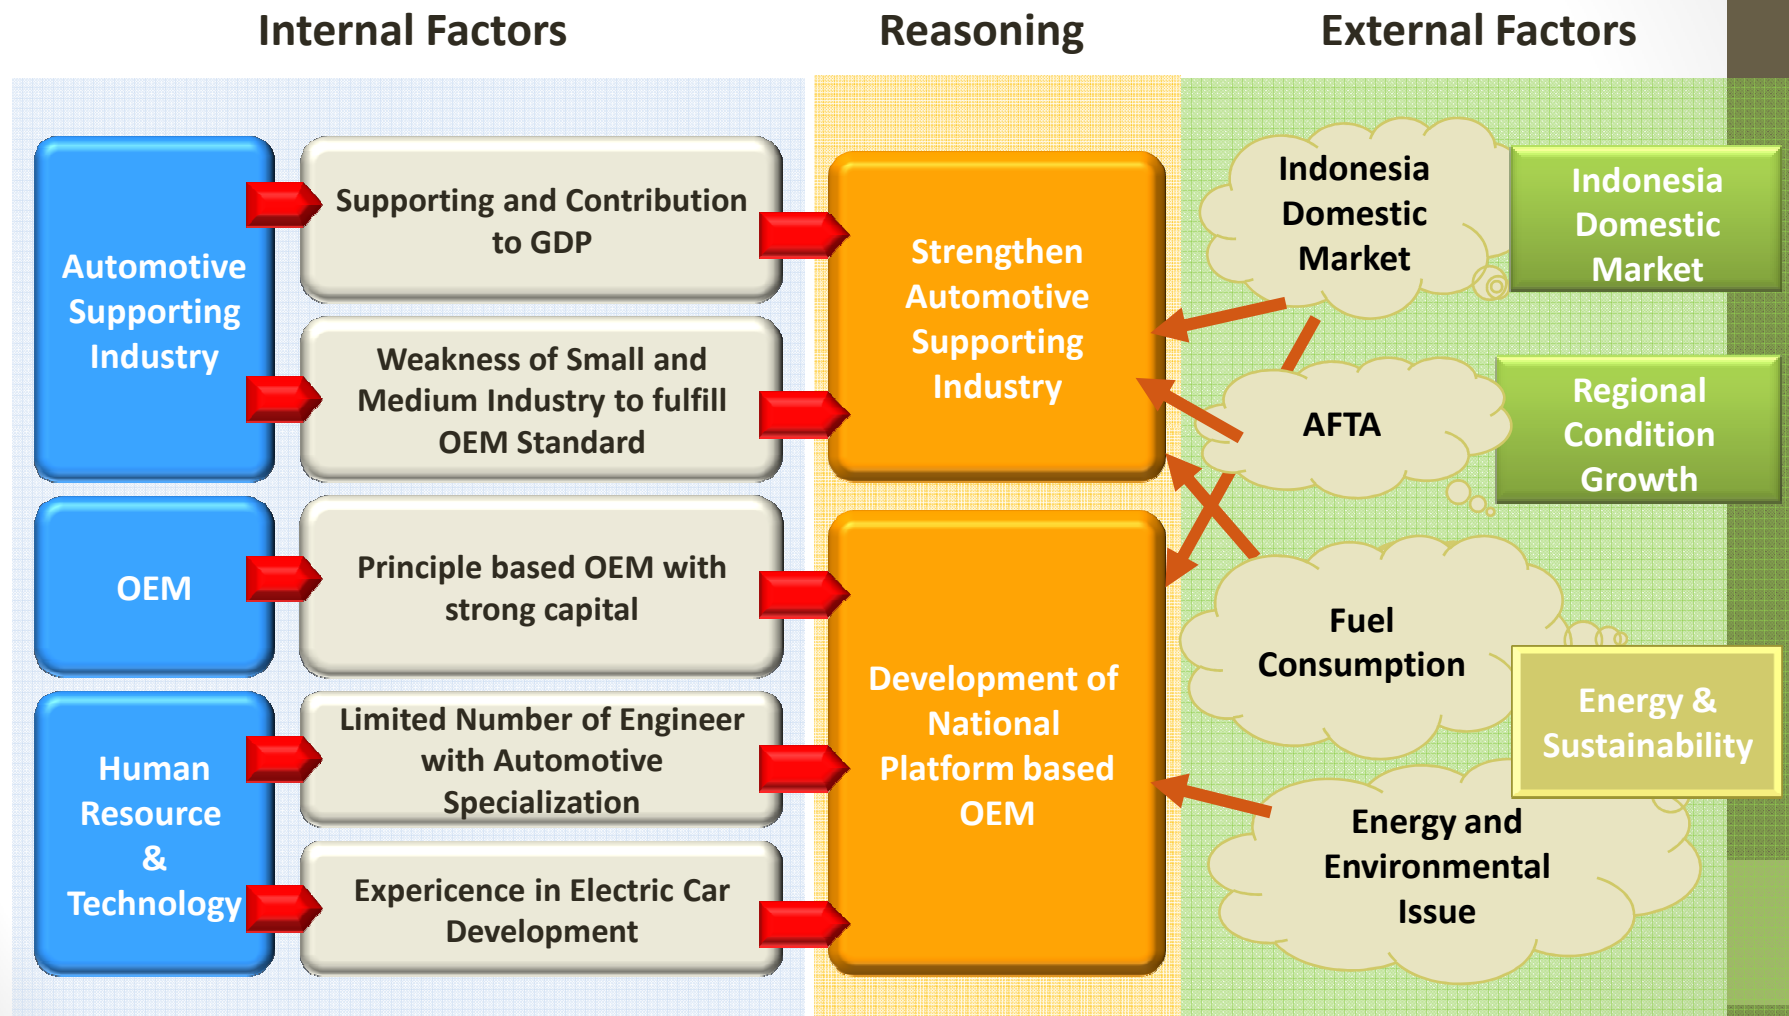 Internal Factors
Reasoning
External Factors
Automotive
Supporting
Industry
Supporting and Contribution
to GDP
Weakness of Small and
Medium Industry to fulfill
OEM Standard
OEM
Principle based OEM with
strong capital
Human
Resource
&
Technology
Limited Number of Engineer
with Automotive
Specialization
Expericence in Electric Car
Development
Strengthen
Automotive
Supporting
Industry
Development of
National
Platform based
OEM
Indonesia
Domestic
Market
Indonesia
Domestic
Market
AFTA
Regional
Condition
Growth
Fuel
Consumption
Energy &
Sustainability
Energy and
Environmental
Issue